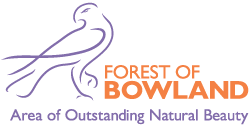 FOREST OF
BOWLAND
Area of Outstanding Natural Beauty